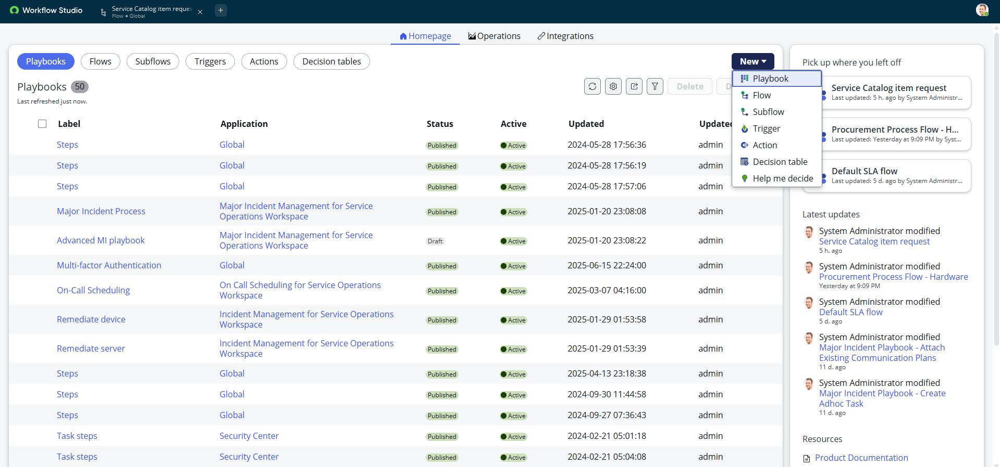 Workflow Studio
Service Catalog item reques
Flow • Global
Homepage
Operations
Integrations
Playbooks
Flows
Subflows
Triggers
Actions
Decision tables
New
Playbooks 50
Last refreshed just now.
Delete
D
Playbook
Flow
Subflow
Trigger
Action
Decision table
Help me decide
Label Application Status Active Updated Updated
Steps Global Published Active 2024-05-28 17:56:36 admin
Steps Global Published Active 2024-05-28 17:56:19 admin
Steps Global Published Active 2024-05-28 17:57:06 admin
Major Incident Process Major Incident Management for Service Operations Workspace Published Active 2025-01-20 23:08:08 admin
Advanced MI playbook Major Incident Management for Service Operations Workspace Draft Active 2025-01-20 23:08:22 admin
Multi-factor Authentication Global Published Active 2025-06-15 22:24:00 admin
On-Call Scheduling On Call Scheduling for Service Operations Workspace Published Active 2025-03-07 04:16:00 admin
Remediate device Incident Management for Service Operations Workspace Published Active 2025-01-29 01:53:58 admin
Remediate server Incident Management for Service Operations Workspace Published Active 2025-01-29 01:53:39 admin
Steps Global Published Active 2025-04-13 23:18:38 admin
Steps Global Published Active 2024-09-30 11:44:58 admin
Steps Global Published Active 2024-09-27 07:36:43 admin
Task steps Security Center Published Active 2024-02-21 05:01:18 admin
Task steps Security Center Published Active 2024-02-21 05:04:08 admin
Pick up where you left off
Service Catalog item request
Last updated: 5 h. ago by System Administr...
Procurement Process Flow - H...
Last updated: Yesterday at 9:09 PM by Syst...
Default SLA flow
Last updated: 5 d. ago by System Administr...
Latest updates
System Administrator modified
Service Catalog item request
5 h. ago
System Administrator modified
Procurement Process Flow - Hardware
Yesterday at 9:09 PM
System Administrator modified
Default SLA flow
5 d. ago
System Administrator modified
Major Incident Playbook - Attach
Existing Communication Plans
11 d. ago
System Administrator modified
Major Incident Playbook - Create
Adhoc Task
11 d. ago
Resources
Product Documentation